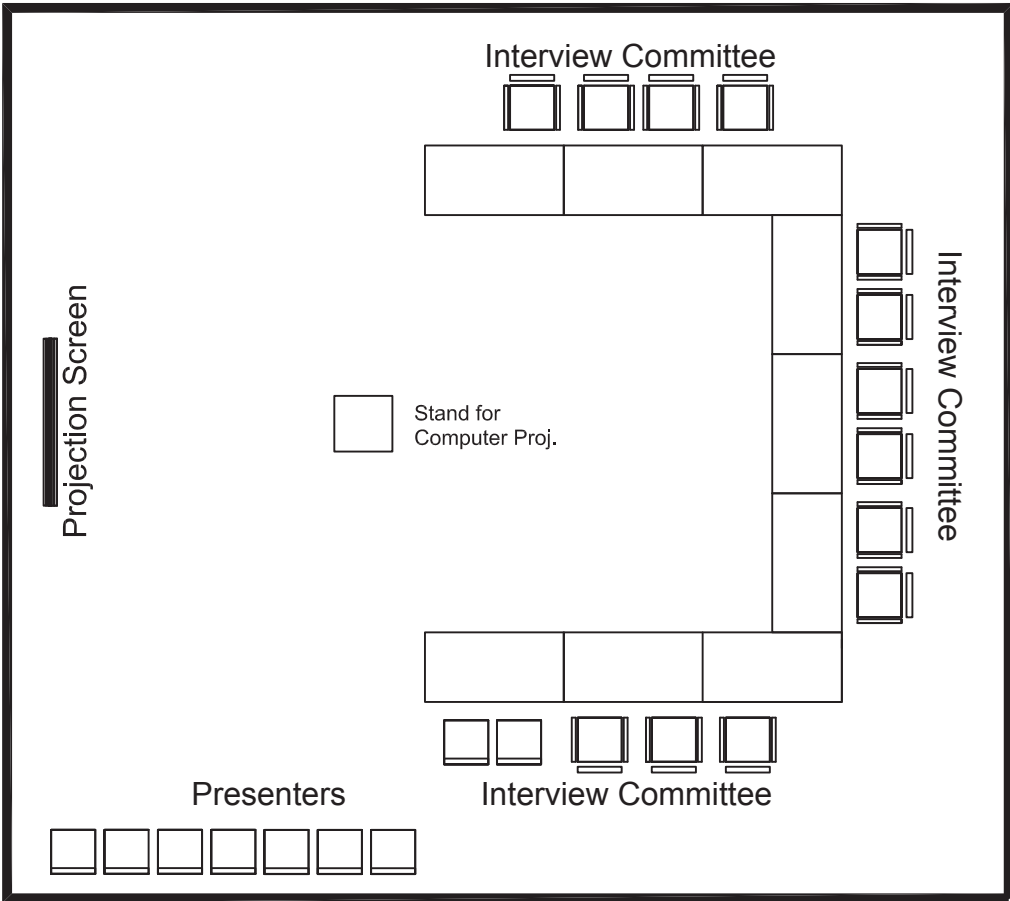 Interview Committee
Projection Screen
Interview Committee
Stand for
Computer Proj.
Presenters
Interview Committee